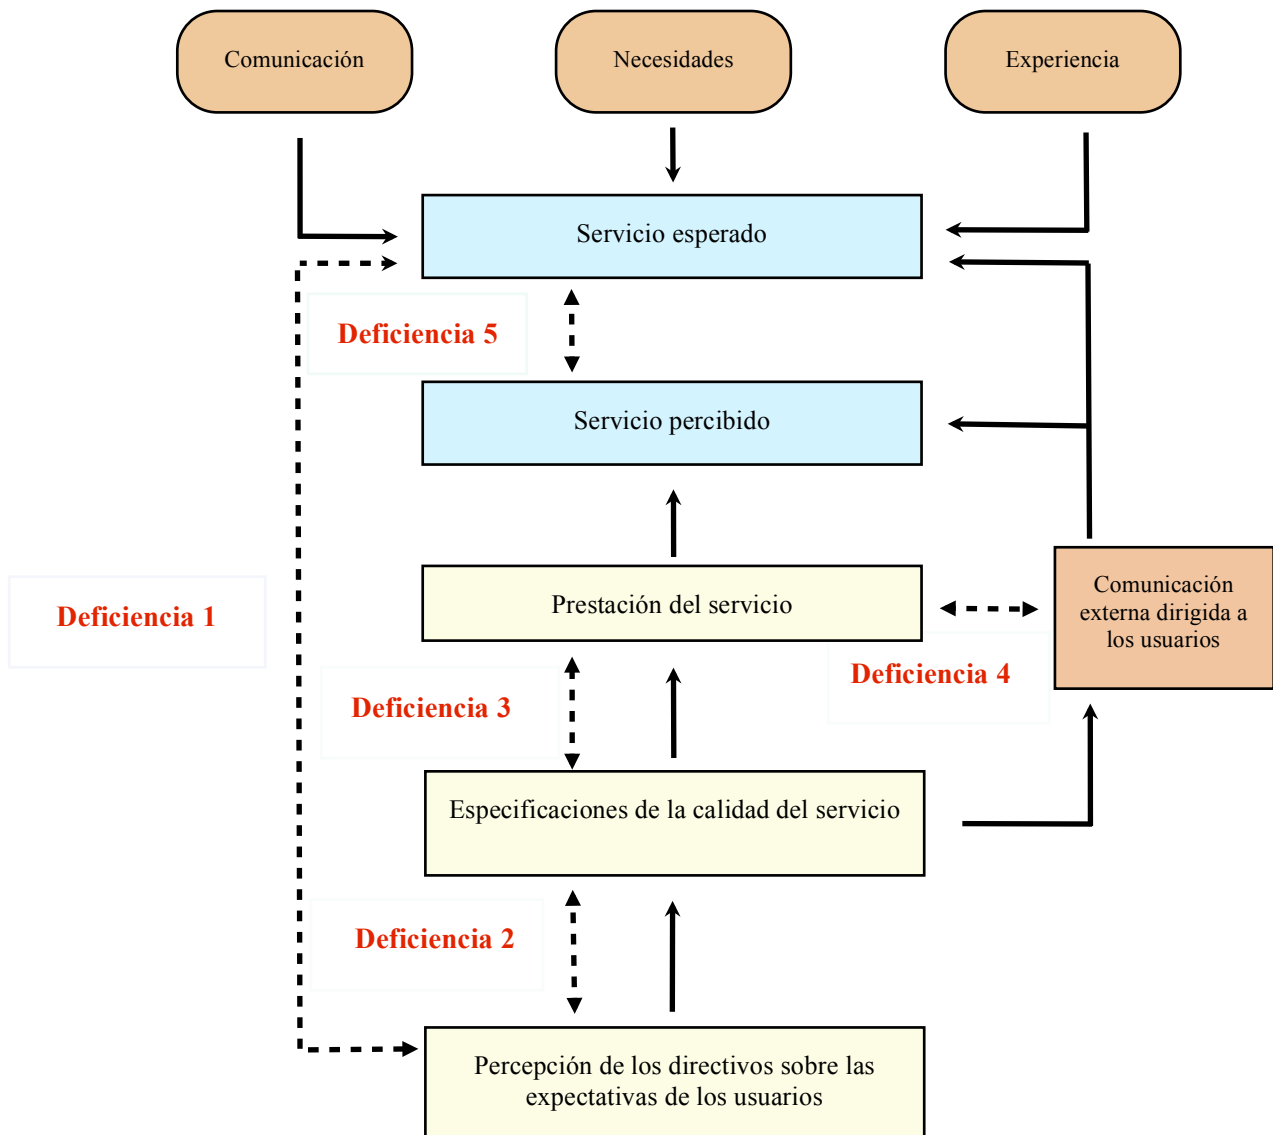 Comunicación
Necesidades
Experiencia
Servicio esperado
Deficiencia 5
Servicio percibido
Deficiencia 1
Prestación del servicio
Comunicación
externa dirigida a
los usuarios
Deficiencia 4
Deficiencia 3
Especificaciones de la calidad del servicio
Deficiencia 2
Percepción de los directivos sobre las
expectativas de los usuarios